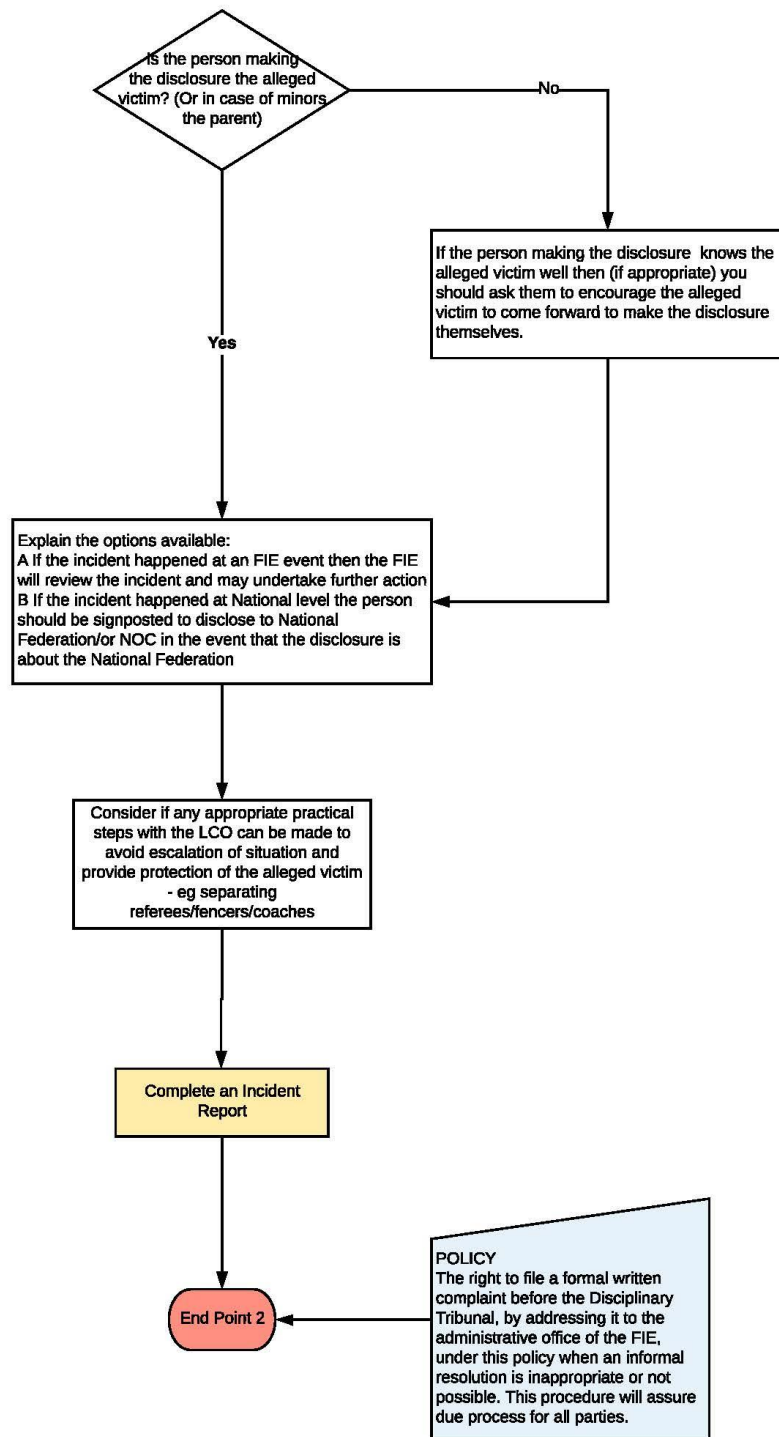 Is the person making
the disclosure the alleged
victim? (Or in case of minors
the parent)
No
If the person making the disclosure knows the
alleged victim well then (if appropriate) you
should ask them to encourage the alleged
victim to come forward to make the disclosure
themselves.
Yes
Explain the options available:
A If the incident happened at an FIE event then the FIE
will review the incident and may undertake further action
B If the incident happened at National level the person
should be signposted to disclose to National
Federation/or NOC in the event that the disclosure is
about the National Federation
Consider if any appropriate practical
steps with the LCO can be made to
avoid escalation of situation and
provide protection of the alleged victim
- eg separating
referees/fencers/coaches
Complete an Incident
Report
End Point 2
POLICY
The right to file a formal written
complaint before the Disciplinary
Tribunal, by addressing it to the
administrative office of the FIE,
under this policy when an informal
resolution is inappropriate or not
possible. This procedure will assure
due process for all parties.